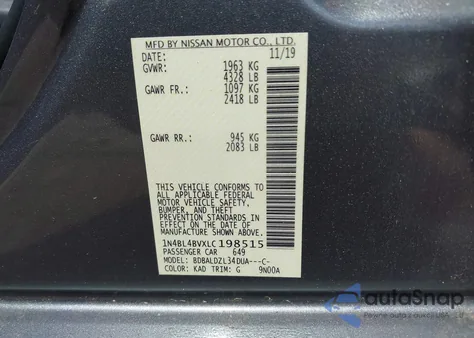 MFD BY NISSAN MOTOR CO., LTD.
DATE: 11/19
GVWR: 1963 KG
4328 LB
GAWR FR.: 1097 KG
2418 LB
GAWR RR.: 945 KG
2083 LB
THIS VEHICLE CONFORMS TO
ALL APPLICABLE FEDERAL
MOTOR VEHICLE SAFETY,
BUMPER, AND THEFT
PREVENTION STANDARDS
IN EFFECT ON THE DATE OF
MANUFACTURE SHOWN ABOVE.
1N4BL4BVXLC198515
PASSENGER CAR 649
MODEL: BDBALDZL34DUA---C-
COLOR: KAD TRIM: G 9N00A
autoSnap